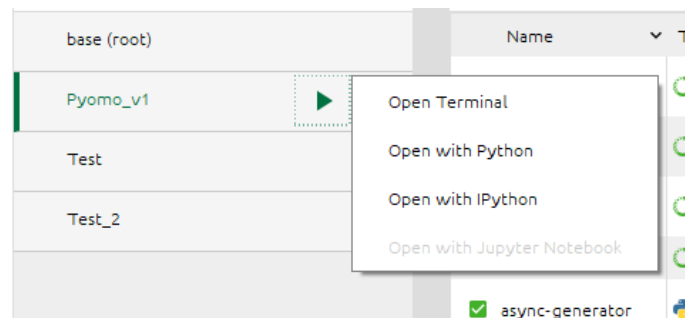 base (root)
Name
T
Pyomo_v1
Open Terminal
Open with Python
Test
Open with IPython
Test_2
Open with Jupyter Notebook
async-generator